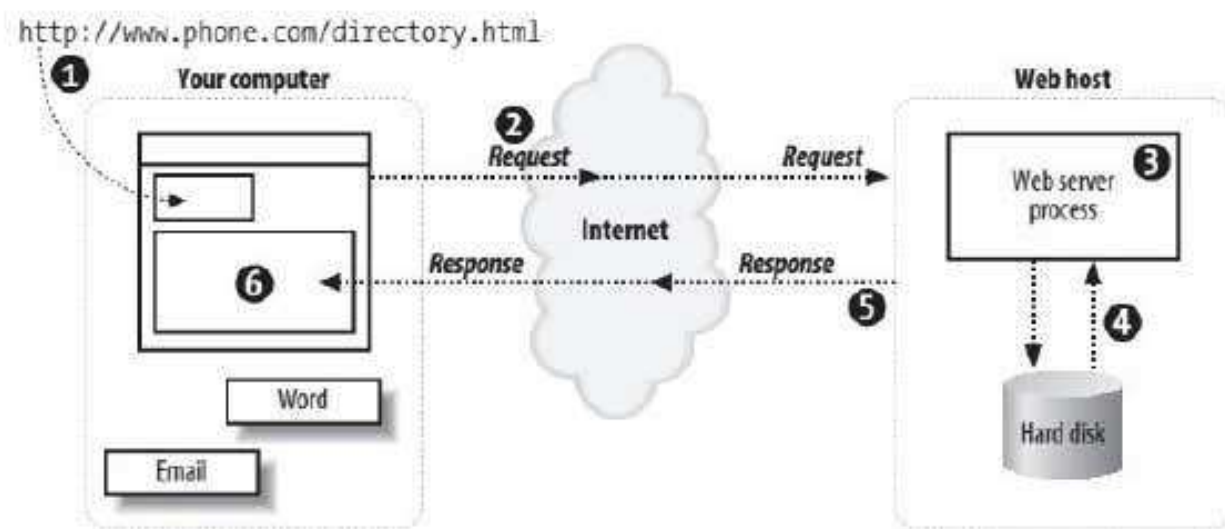 http://www.phone.com/directory.html
1
Your computer
Web host
2
Request
Request
3
Web server
process
Internet
Response
Response
6
5
4
Word
Hard disk
Email